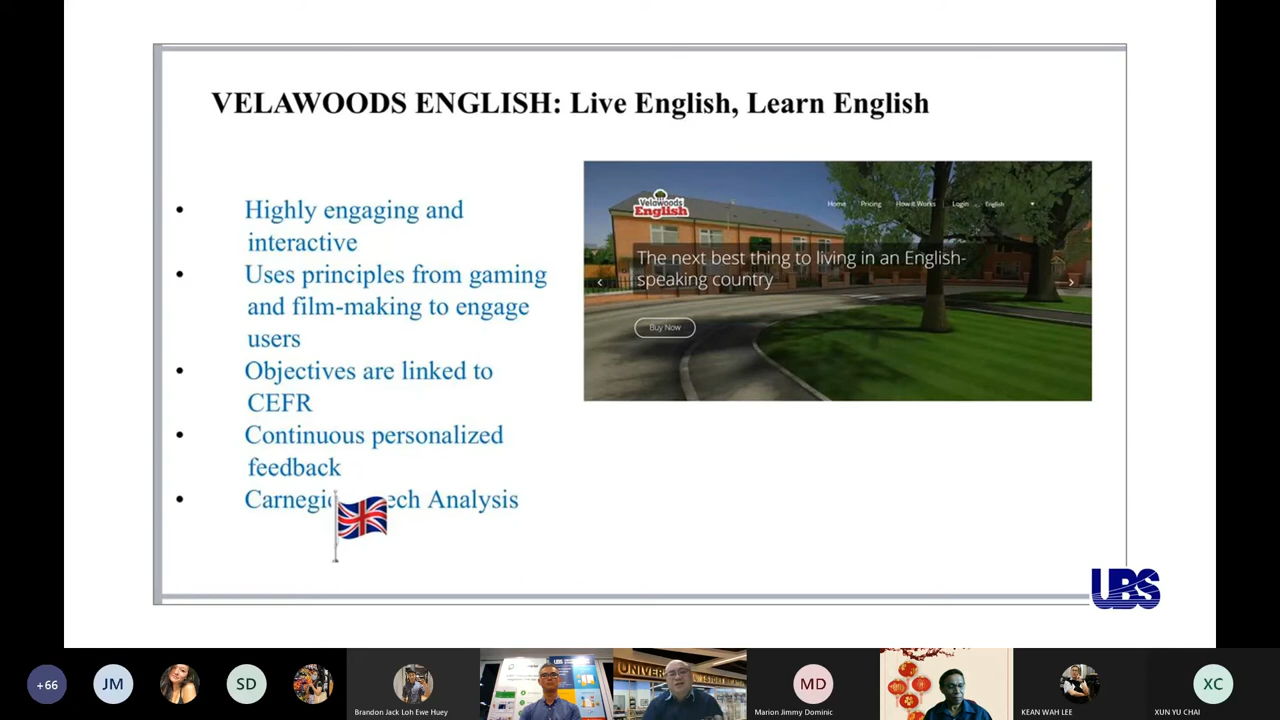 VELAWOODS ENGLISH: Live English, Learn English
• Highly engaging and
interactive
• Uses principles from gaming
and film-making to engage
users
• Objectives are linked to
CEFR
• Continuous personalized
feedback
• Analysis
Velawoods
English
Home Pricing How it Works Login English
The next best thing to living in an English-
speaking country
Buy Now
UBS
+66
JM
SD
Brandon Jack Loh Ewe Huey
UBS
UNIVER
MD
Marion Jimmy Dominic
KEAN WAH LEE
XC
XUN YU CHAI